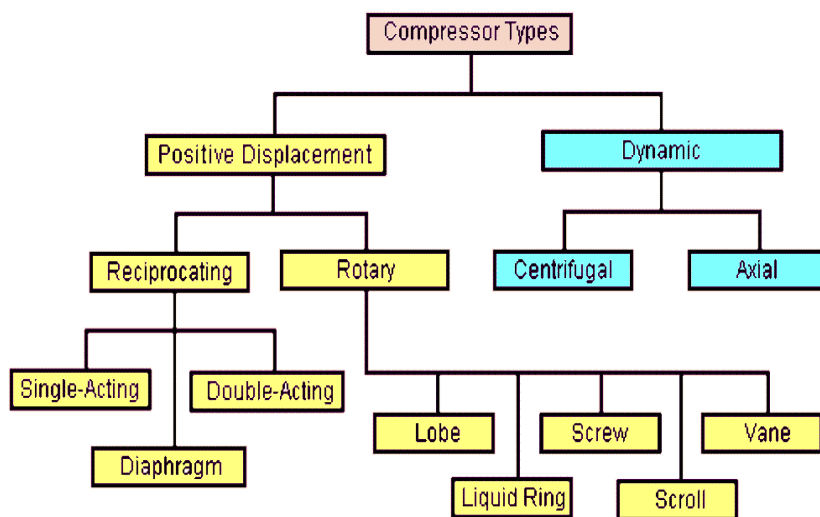 Compressor Types
Positive Displacement
Dynamic
Reciprocating
Rotary
Centrifugal
Axial
Single-Acting
Double-Acting
Diaphragm
Lobe
Screw
Vane
Liquid Ring
Scroll